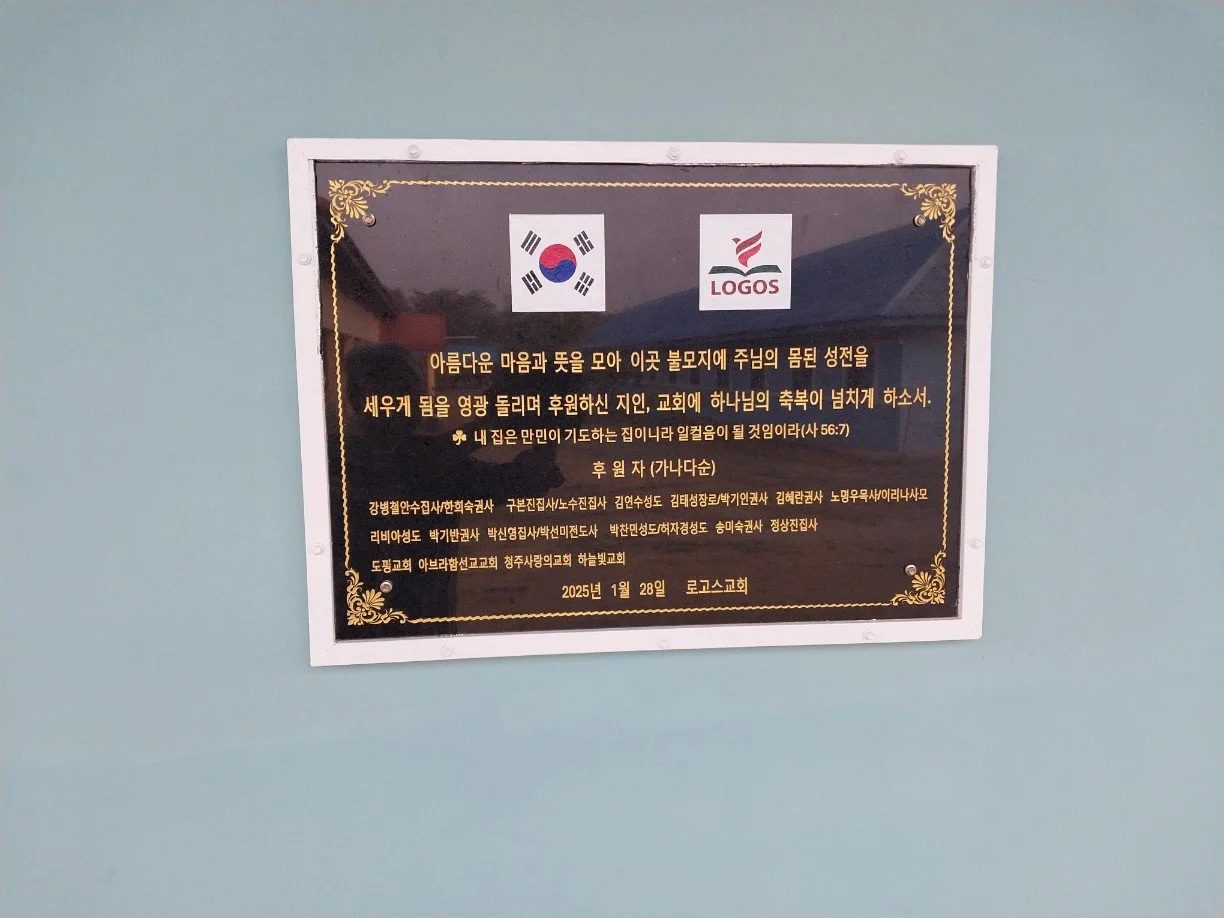 LOGOS
아름다운 마음과 뜻을 모아 이곳 불모지에 주님의 몸된 성전을
세우게 됨을 영광 돌리며 후원하신 지인, 교회에 하나님의 축복이 넘치게 하소서.
내 집은 만민이 기도하는 집이니라 일컬음이 될 것임이라(사 56:7)
후 원 자 (가나다순)
강병철안수집사/한희숙권사 구본진집사/노수진집사 김연수성도 김태성장로/박기인권사 김혜란권사 노명우목사/이리나사모
리비아성도 박기반권사 박신영집사/박선미전도사 박찬민성도/허자경성도 송미숙권사 정상진집사
도핑교회 아브라함선교교회 청주사랑의교회 하늘빛교회
2025년 1월 28일 로고스교회